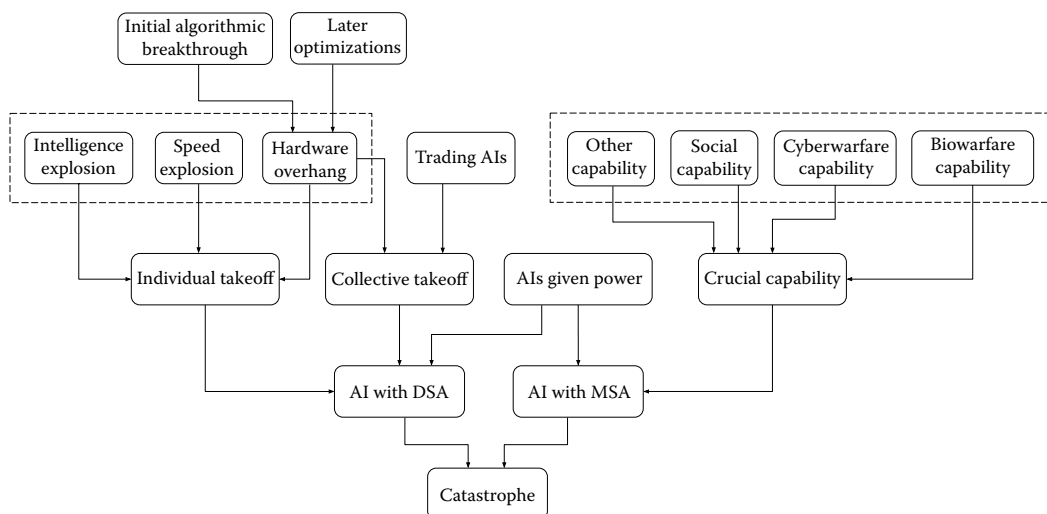 Initial algorithmic
breakthrough
Later
optimizations
Intelligence
explosion
Speed
explosion
Hardware
overhang
Trading AIs
Other
capability
Social
capability
Cyberwarfare
capability
Biowarfare
capability
Individual takeoff
Collective takeoff
AIs given power
Crucial capability
AI with DSA
AI with MSA
Catastrophe